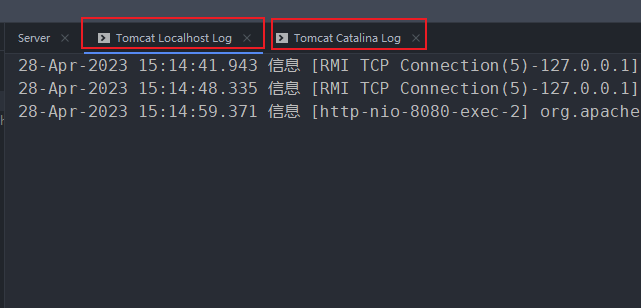 Server
Tomcat Localhost Log
Tomcat Catalina Log
28-Apr-2023 15:14:41.943 信息 [RMI TCP Connection(5)-127.0.0.1]
28-Apr-2023 15:14:48.335 信息 [RMI TCP Connection(5)-127.0.0.1]
28-Apr-2023 15:14:59.371 信息 [http-nio-8080-exec-2] org.apache